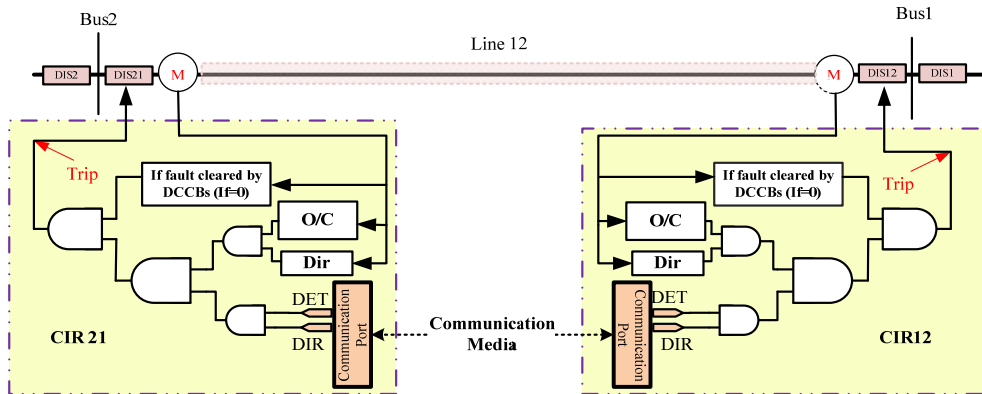 Bus2
Line 12
Bus1
DIS2
DIS21
M
M
DIS12
DIS1
Trip
If fault cleared by
DCCBs (If=0)
O/C
Dir
DET
DIR
Communication
Port
CIR 21
Communication
Media
If fault cleared by
DCCBs (If=0)
Trip
O/C
Dir
DET
DIR
Communication
Port
CIR12